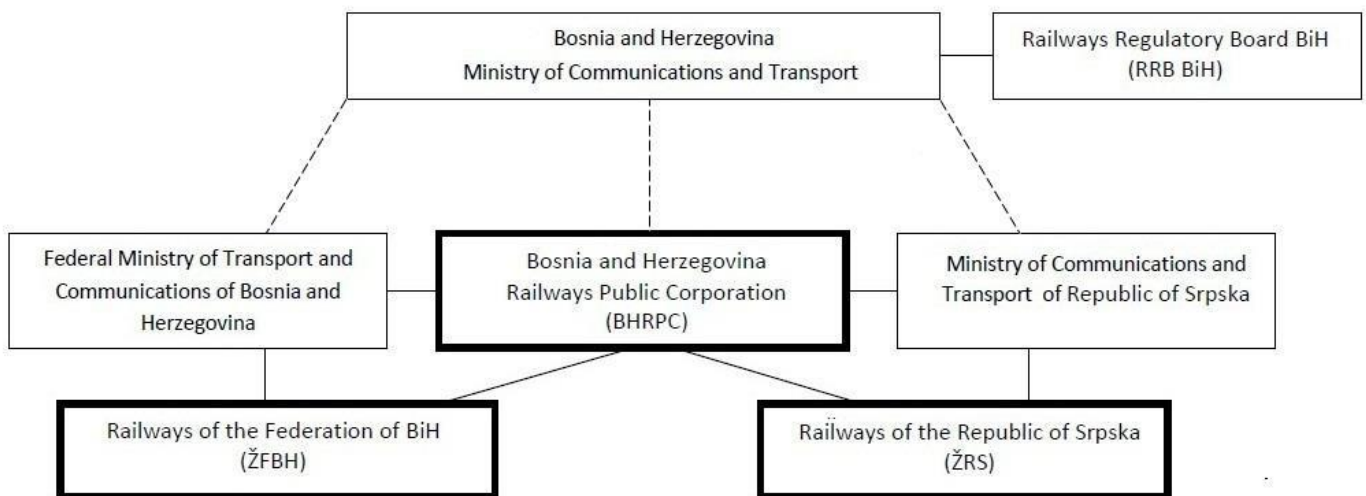 Bosnia and Herzegovina
Ministry of Communications and Transport
Railways Regulatory Board BiH
(RRB BiH)
Federal Ministry of Transport and
Communications of Bosnia and
Herzegovina
Bosnia and Herzegovina
Railways Public Corporation
(BHRPC)
Ministry of Communications and
Transport of Republic of Srpska
Railways of the Federation of BiH
(ŽFBH)
Railways of the Republic of Srpska
(ŽRS)